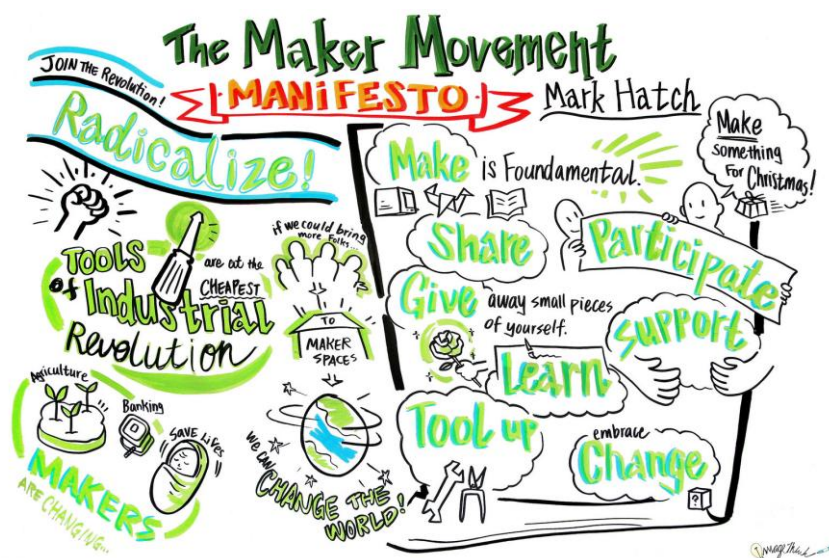 The Maker Movement
MANiFESTO
Mark Hatch
JOIN THE Revolution!
Radicalize!
TOOLS
of Industrial
Revolution
are at the
CHEAPEST
if we could bring
more Folks...
TO
MAKER
SPACES
WE CAN
CHANGE THE
WORLD!
Agriculture
Banking
SAVE LIVES
MAKERS
ARE CHANGING...
Make is Foundamental.
Share
Give away small pieces
of yourself.
Learn
Tool up
Make
something
For Christmas!
Participate
SUPPORT
embrace
Change
?
ImageThink